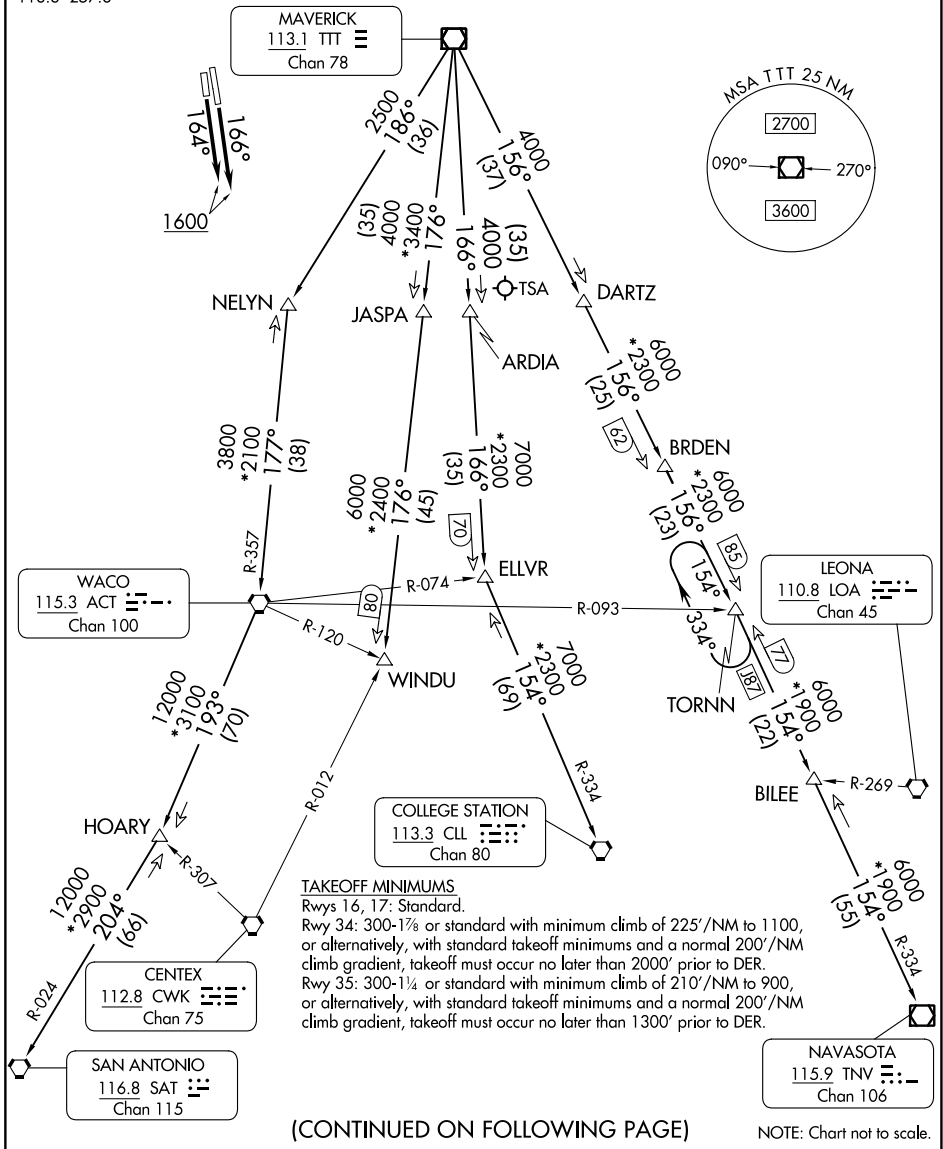 MAVERICK
113.1 TTT
Chan 78
164°
166°
1600
2500
186°
(36)
(35)
4000
*3400
176°
(35)
4000
166°
4000
156°
(37)
MSA TTT 25 NM
2700
090°
270°
3600
TSA
NELYN
JASPA
ARDIA
DARTZ
3800
*2100
177°
(38)
6000
*2400
176°
(45)
7000
*2300
166°
(35)
6000
*2300
156°
(25)
62
BRDEN
6000
*2300
156°
(23)
85
R-357
70
80
WACO
115.3 ACT
Chan 100
R-074
ELLVR
R-093
R-120
WINDU
154°
334°
LEONA
110.8 LOA
Chan 45
77
J87
TORNN
12000
*3100
193°
(70)
7000
*2300
154°
(69)
6000
*1900
154°
(22)
R-012
R-334
BILEE
R-269
HOARY
R-307
COLLEGE STATION
113.3 CLL
Chan 80
12000
*2900
204°
(66)
R-024
6000
*1900
154°
(55)
R-334
TAKEOFF MINIMUMS
Rwys 16, 17: Standard.
Rwy 34: 300-1⅞ or standard with minimum climb of 225'/NM to 1100,
or alternatively, with standard takeoff minimums and a normal 200'/NM
climb gradient, takeoff must occur no later than 2000' prior to DER.
Rwy 35: 300-1¼ or standard with minimum climb of 210'/NM to 900,
or alternatively, with standard takeoff minimums and a normal 200'/NM
climb gradient, takeoff must occur no later than 1300' prior to DER.
CENTEX
112.8 CWK
Chan 75
SAN ANTONIO
116.8 SAT
Chan 115
NAVASOTA
115.9 TNV
Chan 106
(CONTINUED ON FOLLOWING PAGE)
NOTE: Chart not to scale.